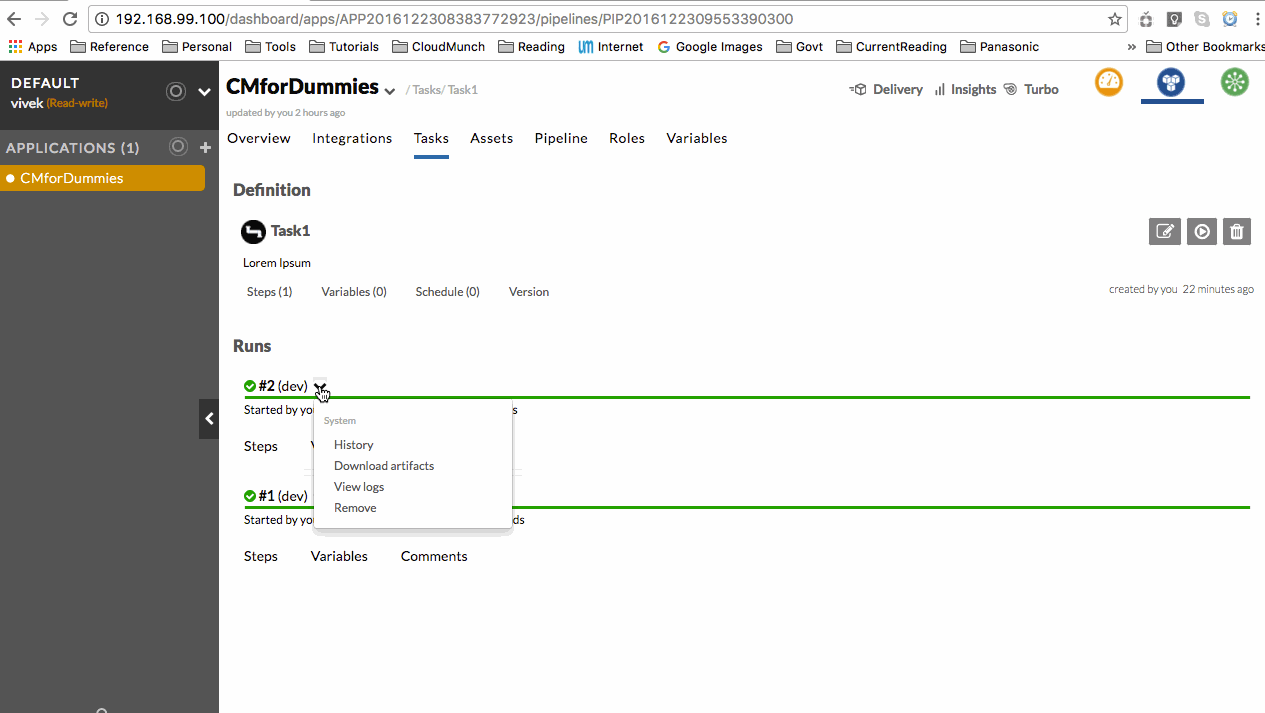 192.168.99.100/dashboard/apps/APP2016122308383772923/pipelines/PIP2016122309553390300
Apps Reference Personal Tools Tutorials CloudMunch Reading Internet Google Images Govt CurrentReading Panasonic » Other Bookmarks
DEFAULT
vivek (Read-write)
APPLICATIONS (1) +
CMforDummies
CMforDummies / Tasks/ Task1
updated by you 2 hours ago
Delivery Insights Turbo
Overview Integrations Tasks Assets Pipeline Roles Variables
Definition
Task1
Lorem Ipsum
Steps (1) Variables (0) Schedule (0) Version
created by you 22 minutes ago
Runs
#2 (dev)
Started by yo s
Steps
System
History
Download artifacts
View logs
Remove
#1 (dev)
Started by yo ds
Steps Variables Comments